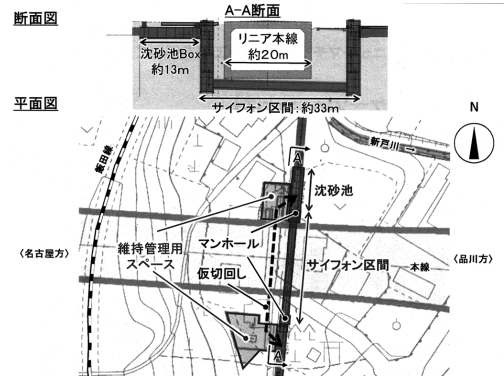 断面図
A-A断面
沈砂池Box
約13m
リニア本線
約20m
サイフォン区間:約33m
平面図
N
飯田線
新戸川→
A
沈砂池
〈名古屋方〉
維持管理用
スペース
マンホール
サイフォン区間
本線
〈品川方〉
仮切回し
A